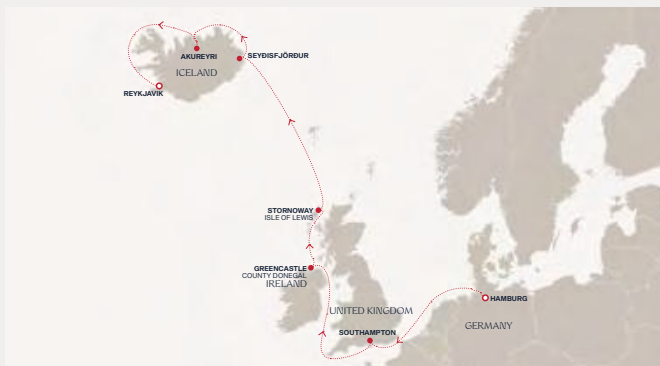 AKUREYRI
SEYÐISFJÖRÐUR
ICELAND
REYKJAVIK
STORNOWAY
ISLE OF LEWIS
GREENCASTLE
COUNTY DONEGAL
IRELAND
HAMBURG
UNITED KINGDOM
GERMANY
SOUTHAMPTON